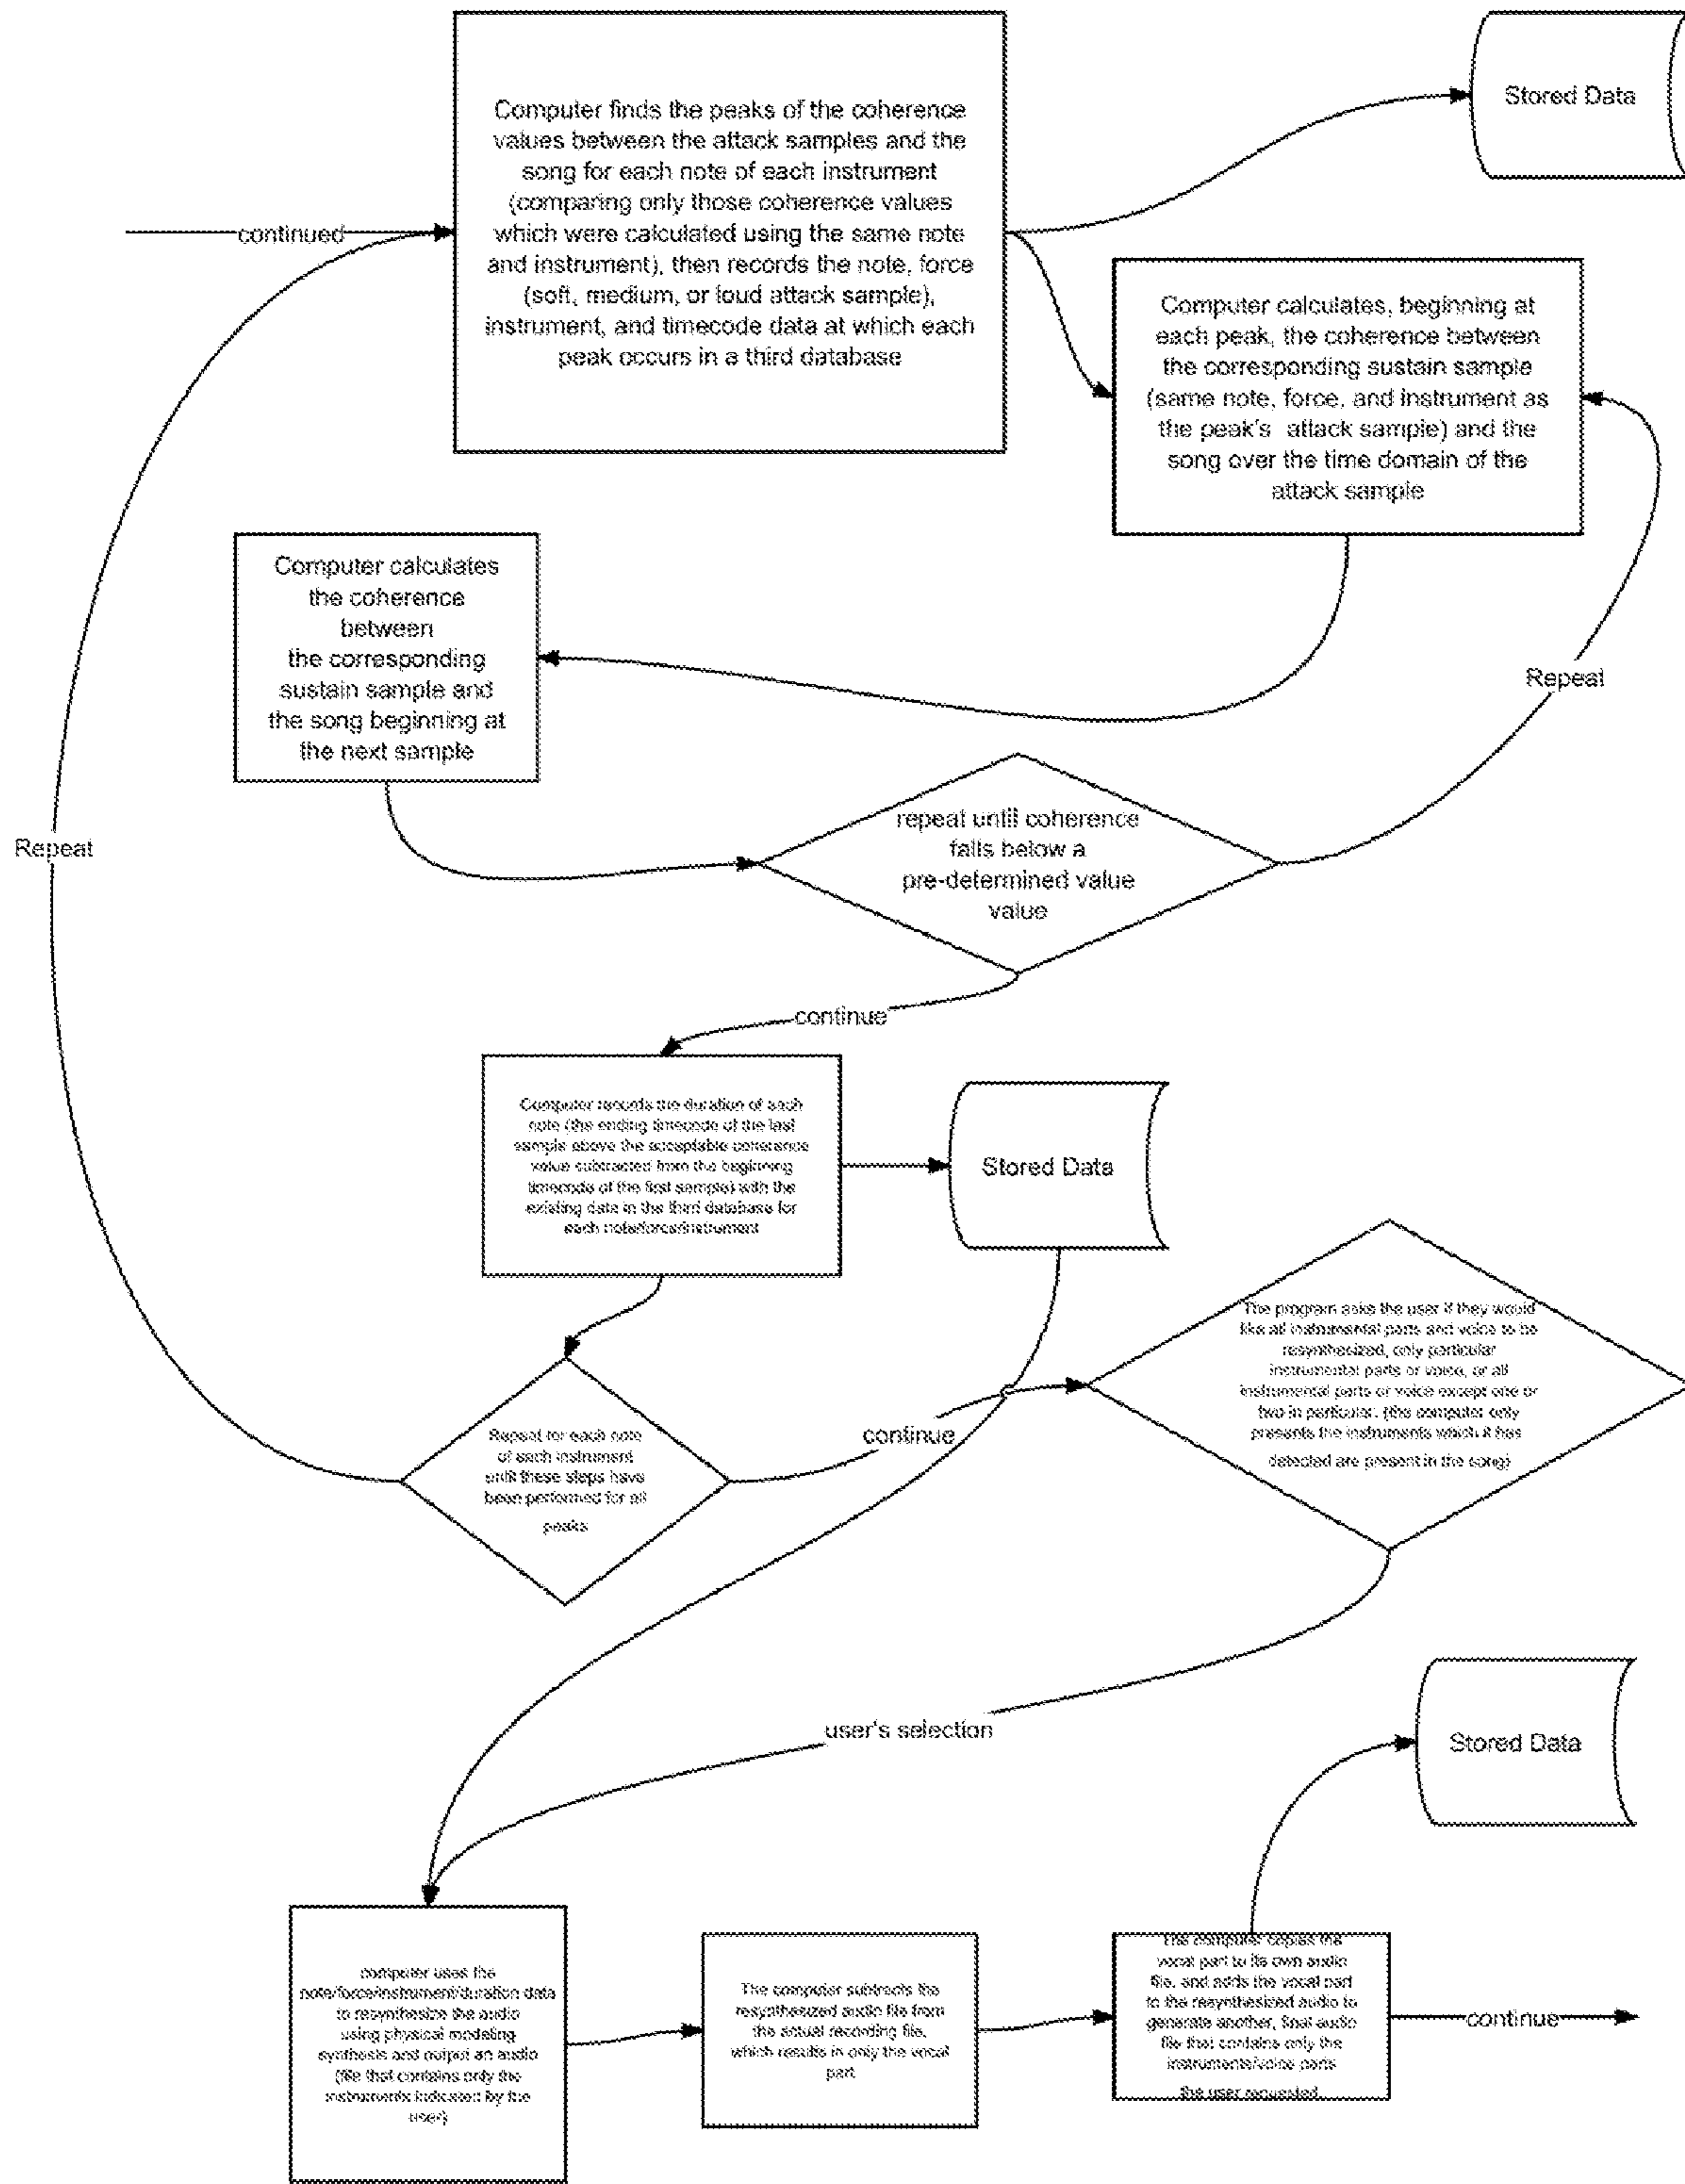 Computer finds the peaks of the coherence
values between the attack samples and the
song for each note of each instrument
(comparing only those coherence values
which were calculated using the same note
and instrument), then records the note, force
(soft, medium, or loud attack sample),
instrument, and timecode data at which each
peak occurs in a third database
Stored Data
continued
Computer calculates, beginning at
each peak, the coherence between
the corresponding sustain sample
(same note, force, and instrument as
the peak's attack sample) and the
song over the time domain of the
attack sample
Computer calculates
the coherence
between
the corresponding
sustain sample and
the song beginning at
the next sample
Repeat
repeat until coherence
falls below a
pre-determined value
value
Repeat
continue
Computer records the duration of each
note (the ending timecode of the last
sample above the acceptable coherence
value subtracted from the beginning
timecode of the first sample) with the
existing data in the third database for
each note/force/instrument
Stored Data
The program asks the user if they would
like all instrumental parts and voice to be
resynthesized, only particular
instrumental parts or voice, or all
instrumental parts or voice except one or
two in particular. (the computer only
presents the instruments which it has
detected are present in the song)
Repeat for each note
of each instrument
until these steps have
been performed for all
peaks
continue
user's selection
Stored Data
computer uses the
note/force/instrument/duration data
to resynthesize the audio
using physical modeling
synthesis and output an audio
(file that contains only the
instruments indicated by the
user)
The computer subtracts the
resynthesized audio file from
the actual recording file,
which results in only the vocal
part
The computer copies the
vocal part to its own audio
file, and adds the vocal part
to the resynthesized audio to
generate another, final audio
file that contains only the
instruments/voice parts
the user requested
continue